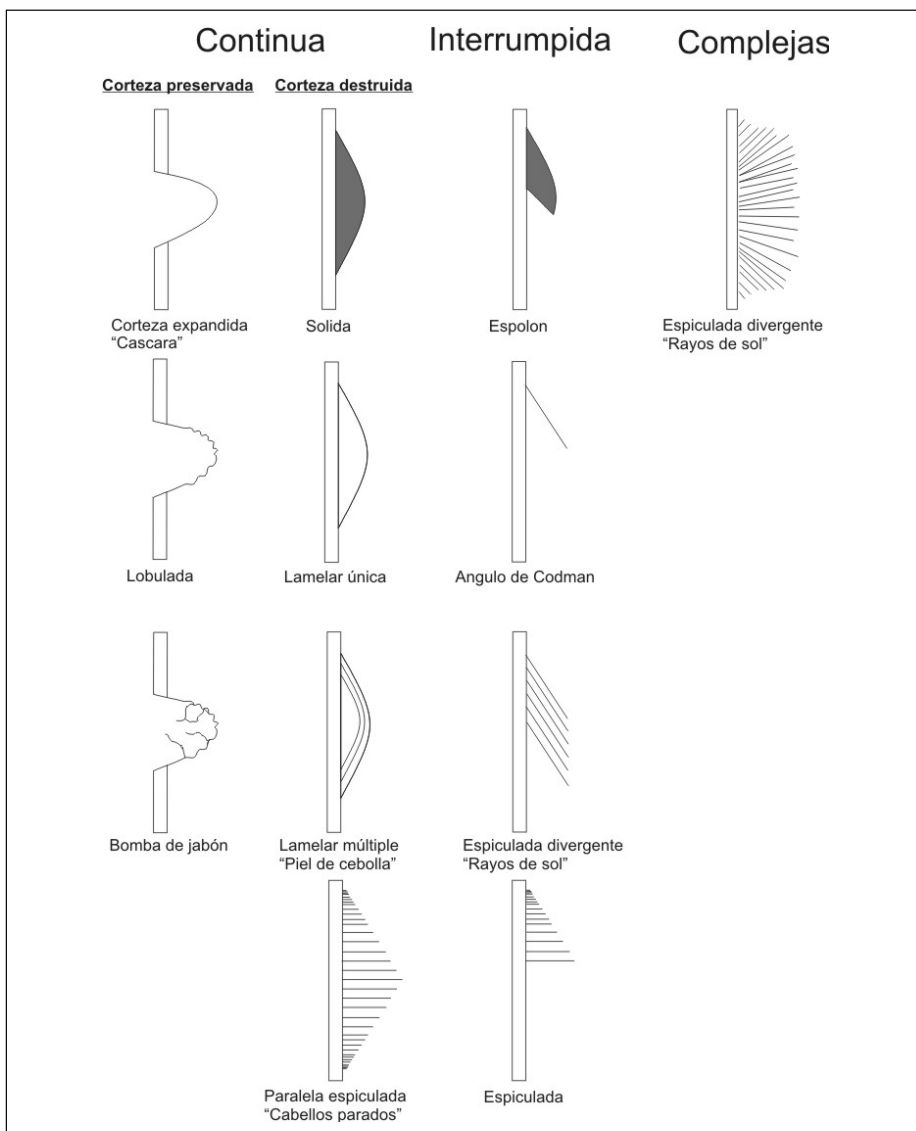 Continua
Interrumpida
Complejas
Corteza preservada
Corteza destruida
Corteza expandida
“Cascara”
Solida
Espolon
Espiculada divergente
“Rayos de sol”
Lobulada
Lamelar única
Angulo de Codman
Bomba de jabón
Lamelar múltiple
“Piel de cebolla”
Espiculada divergente
“Rayos de sol”
Paralela espiculada
“Cabellos parados”
Espiculada